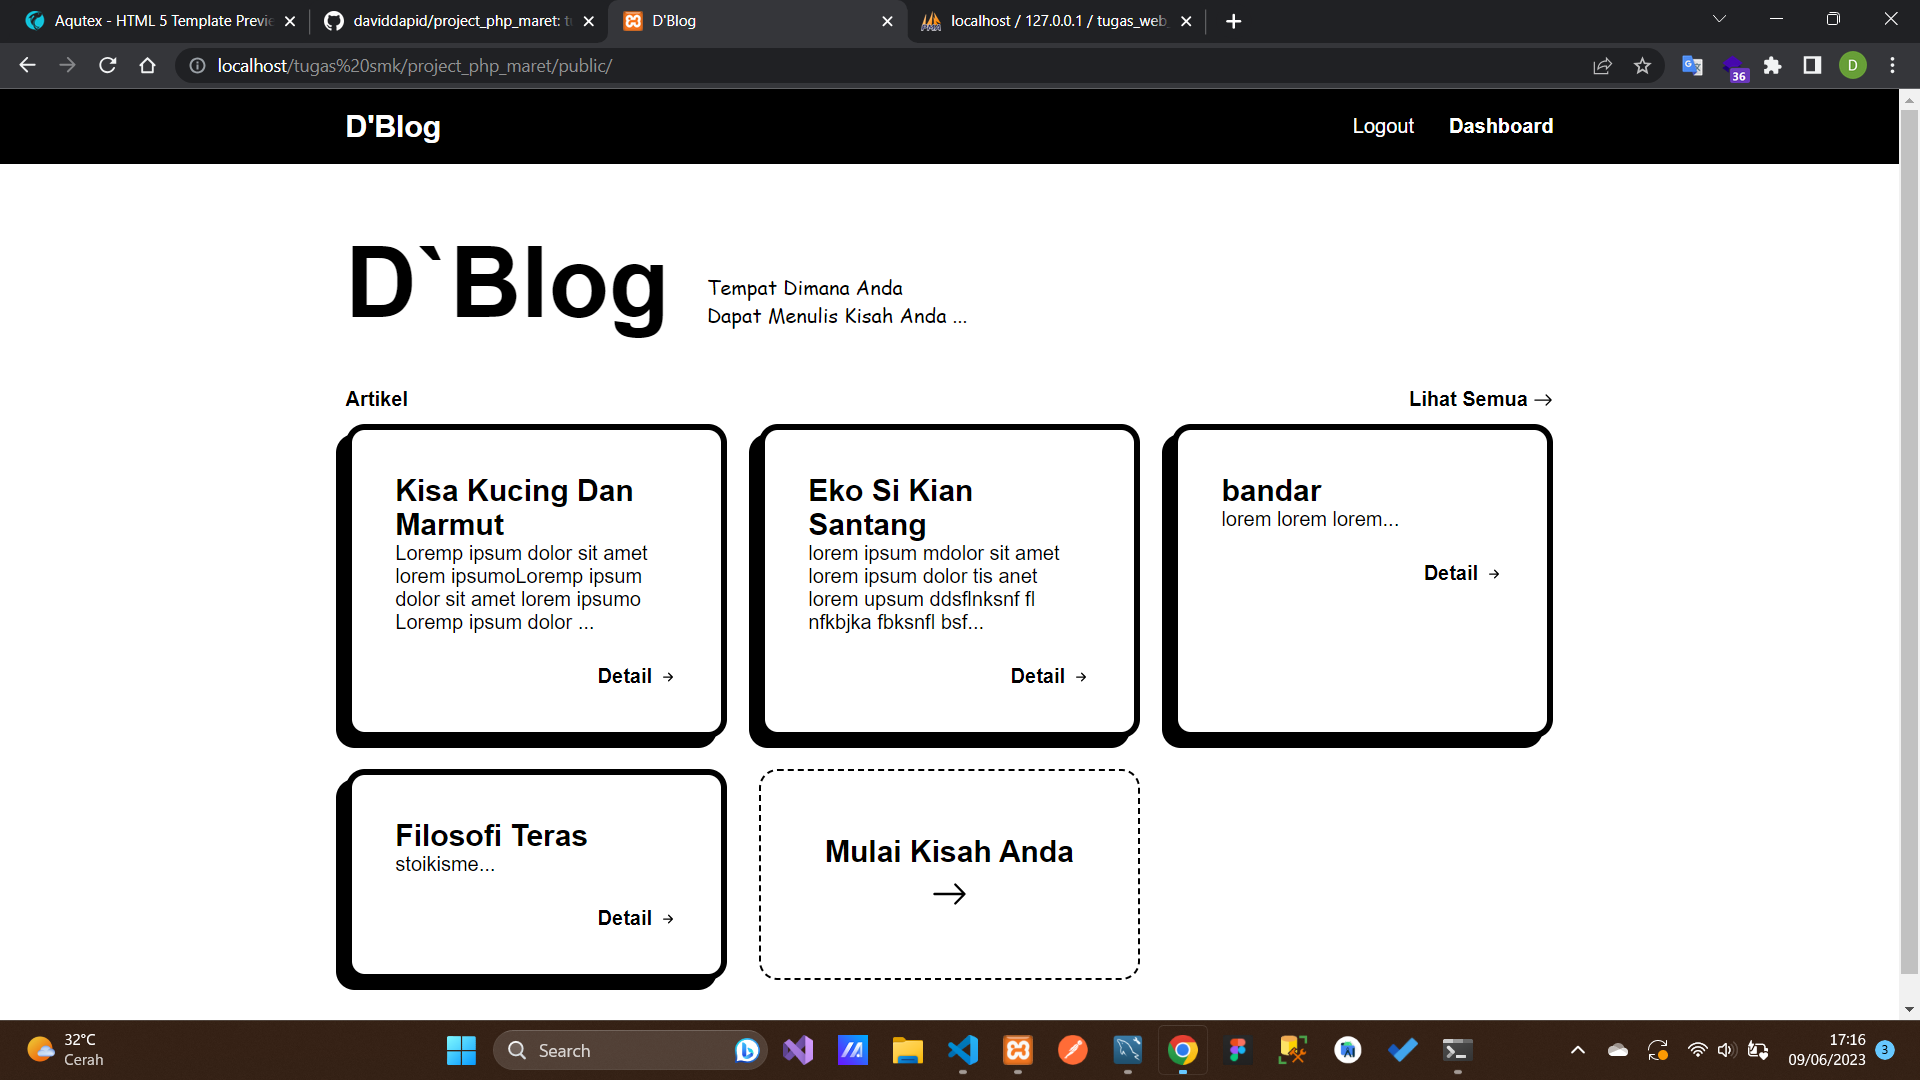 Aqutex - HTML 5 Template Previe
daviddapid/project_php_maret: tu
D'Blog
localhost / 127.0.0.1 / tugas_web_
localhost/tugas%20smk/project_php_maret/public/
36
D
D'Blog
Logout
Dashboard
D`Blog
Tempat Dimana Anda
Dapat Menulis Kisah Anda ...
Artikel
Lihat Semua →
Kisa Kucing Dan
Marmut
Loremp ipsum dolor sit amet
lorem ipsumoLoremp ipsum
dolor sit amet lorem ipsumo
Loremp ipsum dolor ...
Detail →
Eko Si Kian
Santang
lorem ipsum mdolor sit amet
lorem ipsum dolor tis anet
lorem upsum ddsflnksnf fl
nfkbjka fbksnfl bsf...
Detail →
bandar
lorem lorem lorem...
Detail →
Filosofi Teras
stoikisme...
Detail →
Mulai Kisah Anda
→
32°C
Cerah
Search
17:16
09/06/2023
3